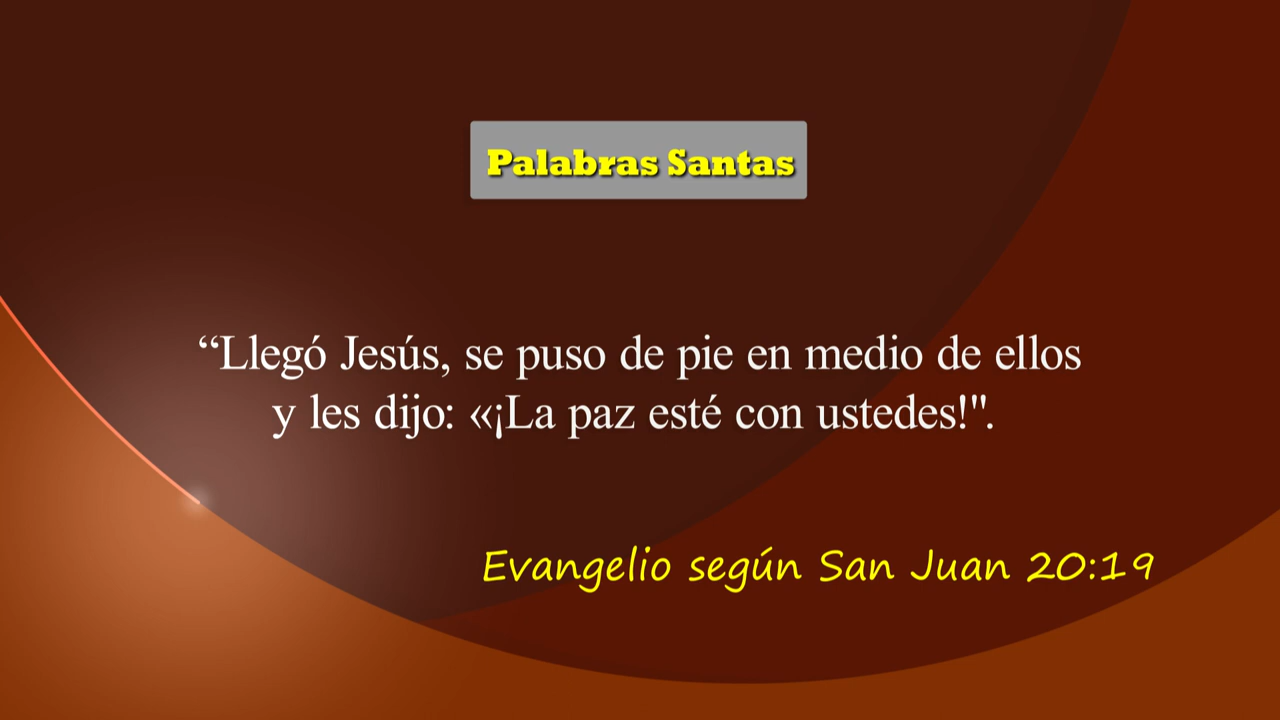 Palabras Santas
“Llegó Jesús, se puso de pie en medio de ellos
y les dijo: «¡La paz esté con ustedes!".
Evangelio según San Juan 20:19